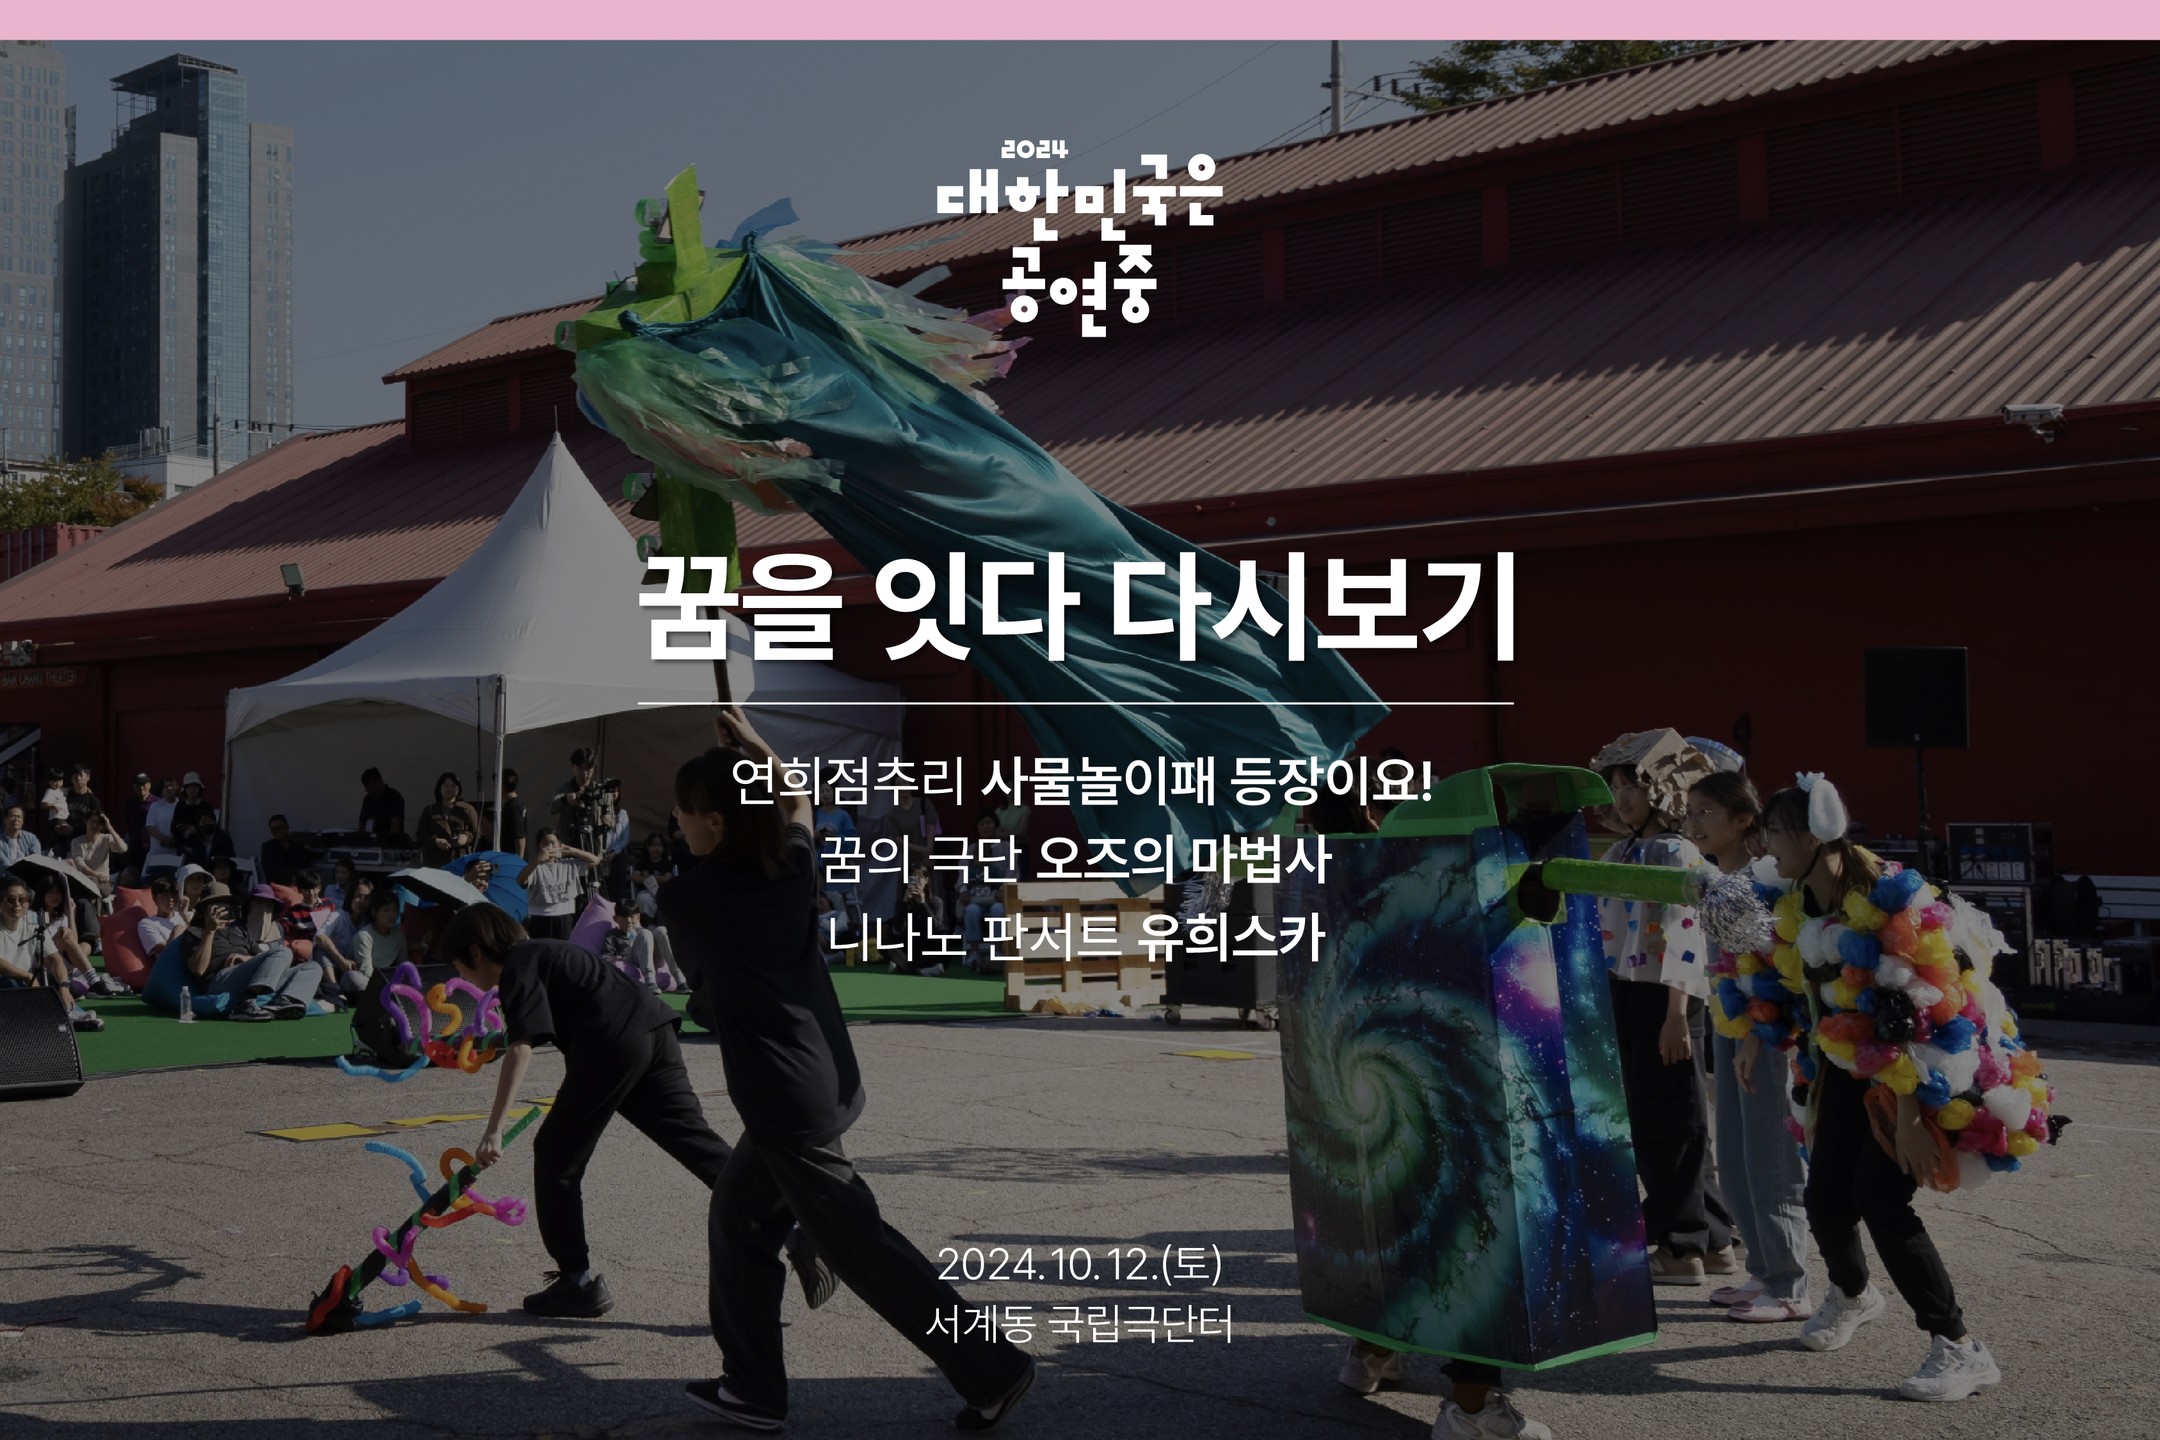 2024
대한민국은
공연중
꿈을 잇다 다시보기
연희점추리 사물놀이패 등장이요!
꿈의 극단 오즈의 마법사
니나노 판서트 유희스카
2024.10.12.(토)
서계동 국립극단터